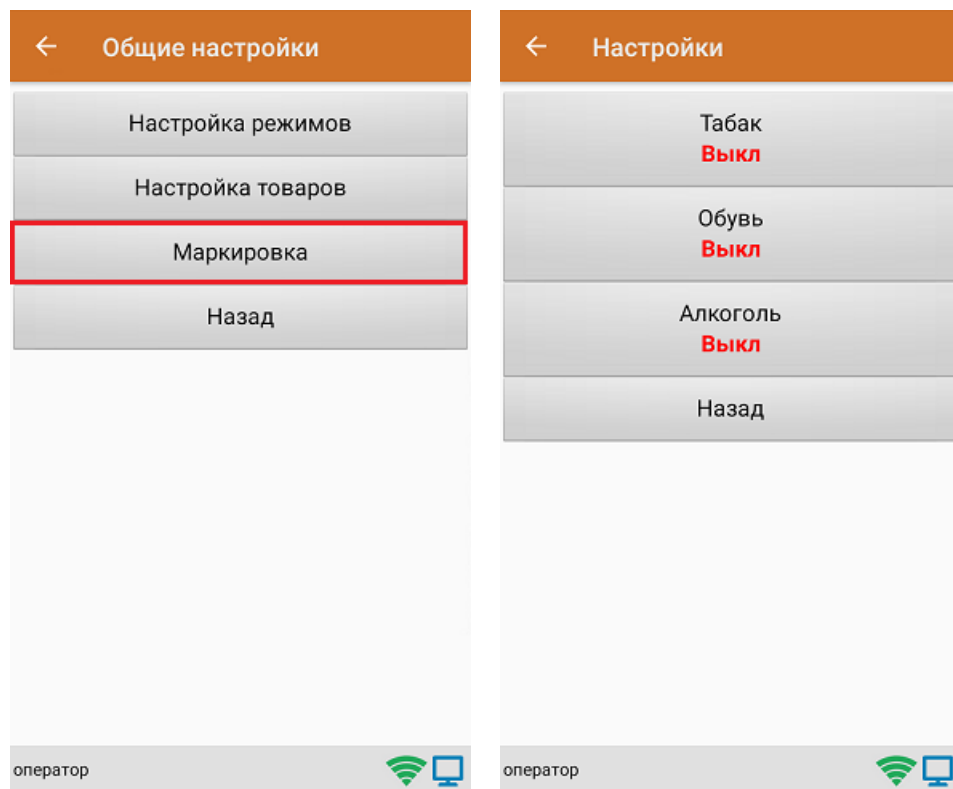 Общие настройки
Настройка режимов
Настройка товаров
Маркировка
Назад
оператор
Настройки
Табак
Выкл
Обувь
Выкл
Алкоголь
Выкл
Назад
оператор